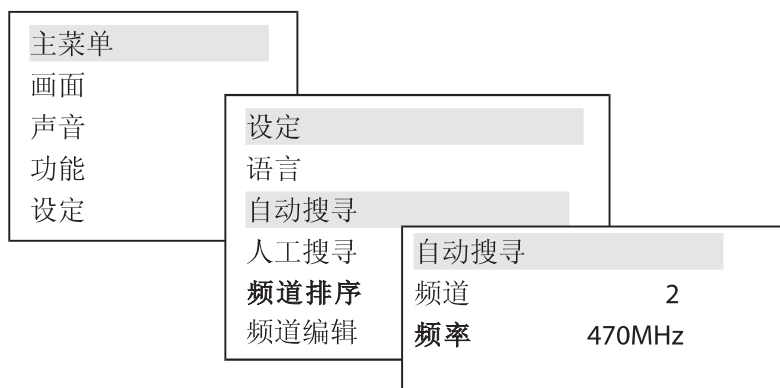 主菜单
画面
声音
功能
设定
设定
语言
自动搜寻
人工搜寻
频道排序
频道编辑
自动搜寻
频道 2
频率 470MHz